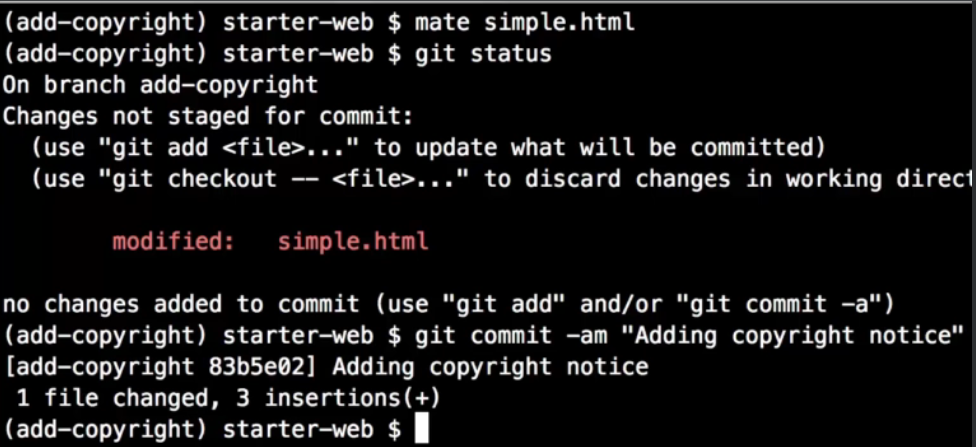 (add-copyright) starter-web $ mate simple.html
(add-copyright) starter-web $ git status
On branch add-copyright
Changes not staged for commit:
  (use "git add <file>..." to update what will be committed)
  (use "git checkout -- <file>..." to discard changes in working direct
        modified:   simple.html
no changes added to commit (use "git add" and/or "git commit -a")
(add-copyright) starter-web $ git commit -am "Adding copyright notice"
[add-copyright 83b5e02] Adding copyright notice
 1 file changed, 3 insertions(+)
(add-copyright) starter-web $